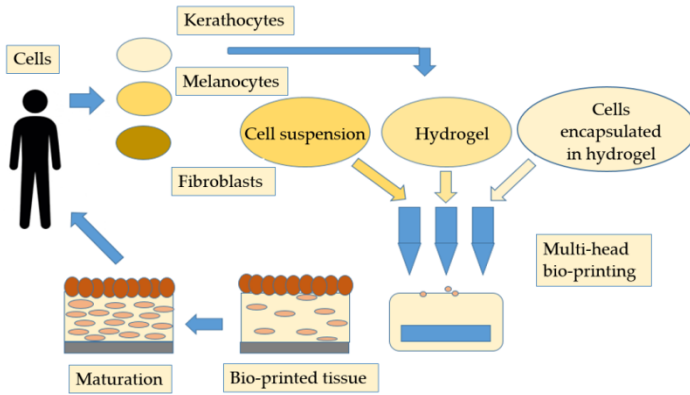 Kerathocytes
Cells
Melanocytes
Fibroblasts
Cell suspension
Hydrogel
Cells
encapsulated
in hydrogel
Multi-head
bio-printing
Bio-printed tissue
Maturation